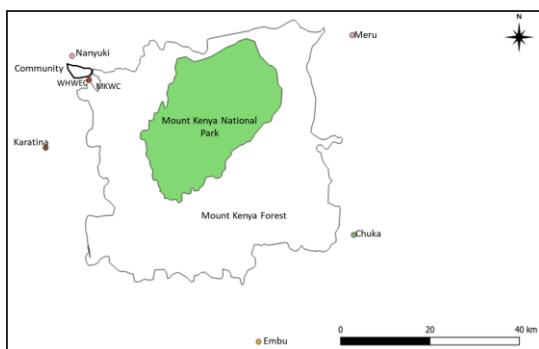 N
Meru
Nanyuki
Community
WHWEC
MKWC
Mount Kenya National
Park
Karatina
Mount Kenya Forest
Chuka
Embu
0 20 40 km